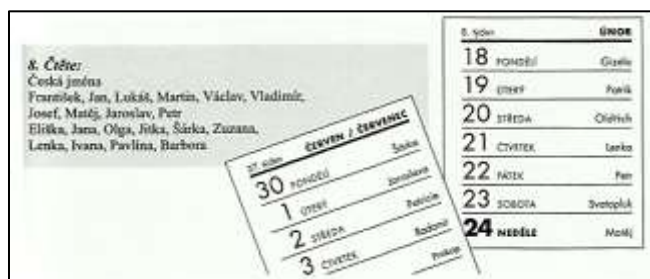 8. Čtěte:
Česká jména
František, Jan, Lukáš, Martin, Václav, Vladimír,
Josef, Matěj, Jaroslav, Petr
Eliška, Jana, Olga, Jitka, Šárka, Zuzana,
Lenka, Ivana, Pavlína, Barbora
27. týden ČERVEN / ČERVENEC
30 PONDĚLÍ Šárka
1 ÚTERÝ Jaroslava
2 STŘEDA Patricie
3 ČTVRTEK Radomír
Prokop
8. týden ÚNOR
18 PONDĚLÍ Gizela
19 ÚTERÝ Patrik
20 STŘEDA Oldřich
21 ČTVRTEK Lenka
22 PÁTEK Petr
23 SOBOTA Svatopluk
24 NEDĚLE Matěj